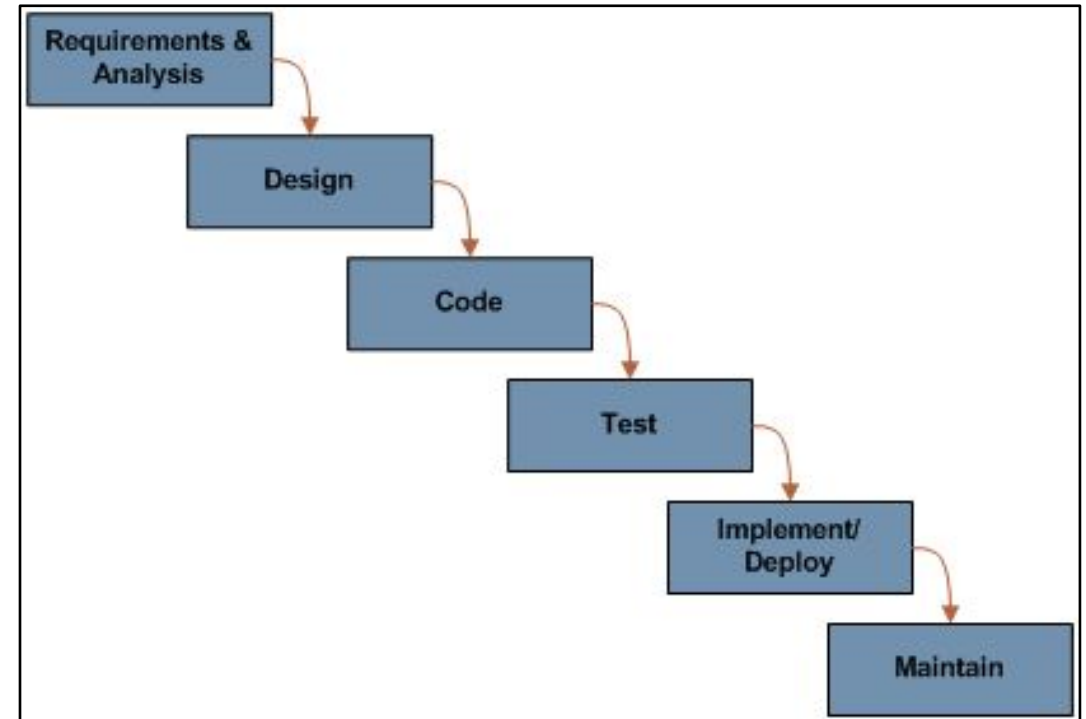 Requirements &
Analysis
Design
Code
Test
Implement/
Deploy
Maintain